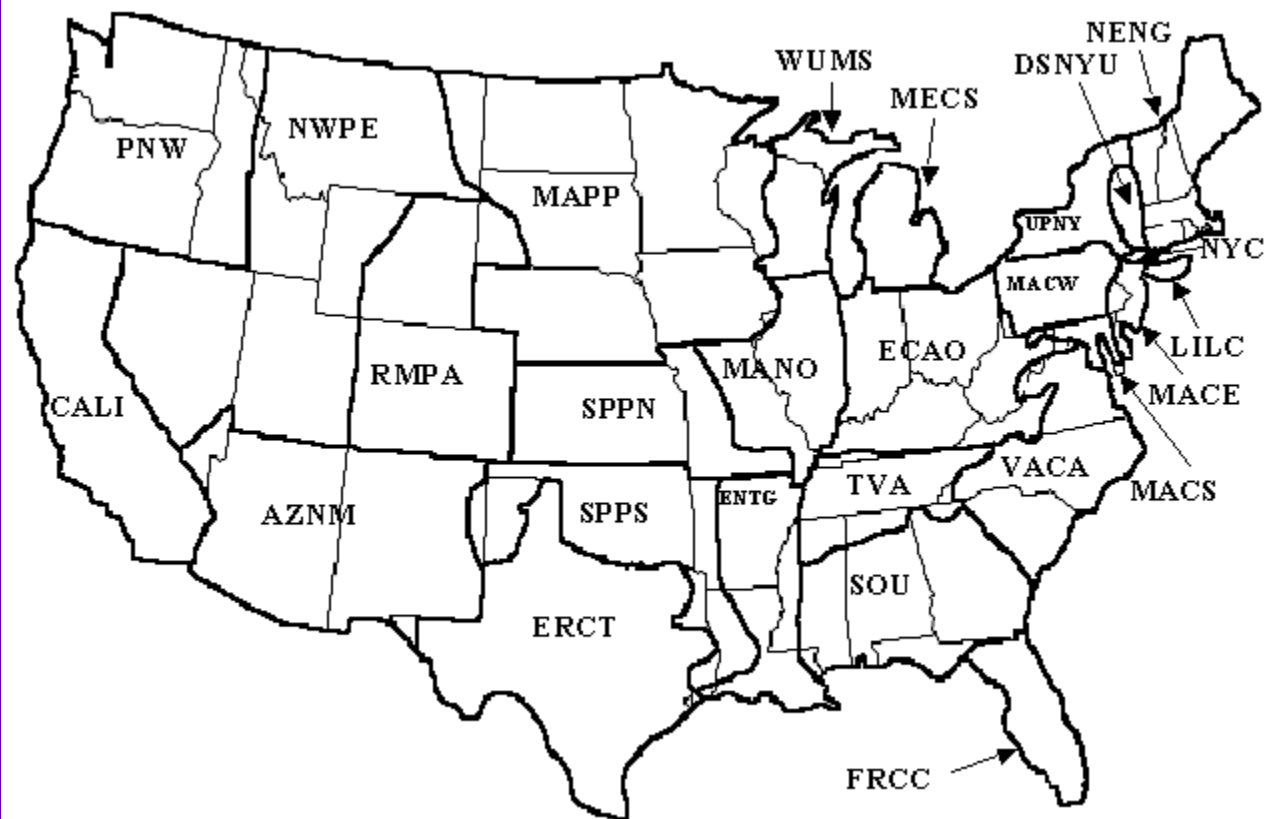 NENG
WUMS
DSNYU
MECS
NWPE
PNW
MAPP
UPNY
NYC
MACW
LILC
ECAO
MANO
RMPA
MACE
CALI
SPPN
VACA
TVA
MACS
ENTG
AZNM
SPPS
SOU
ERCT
FRCC